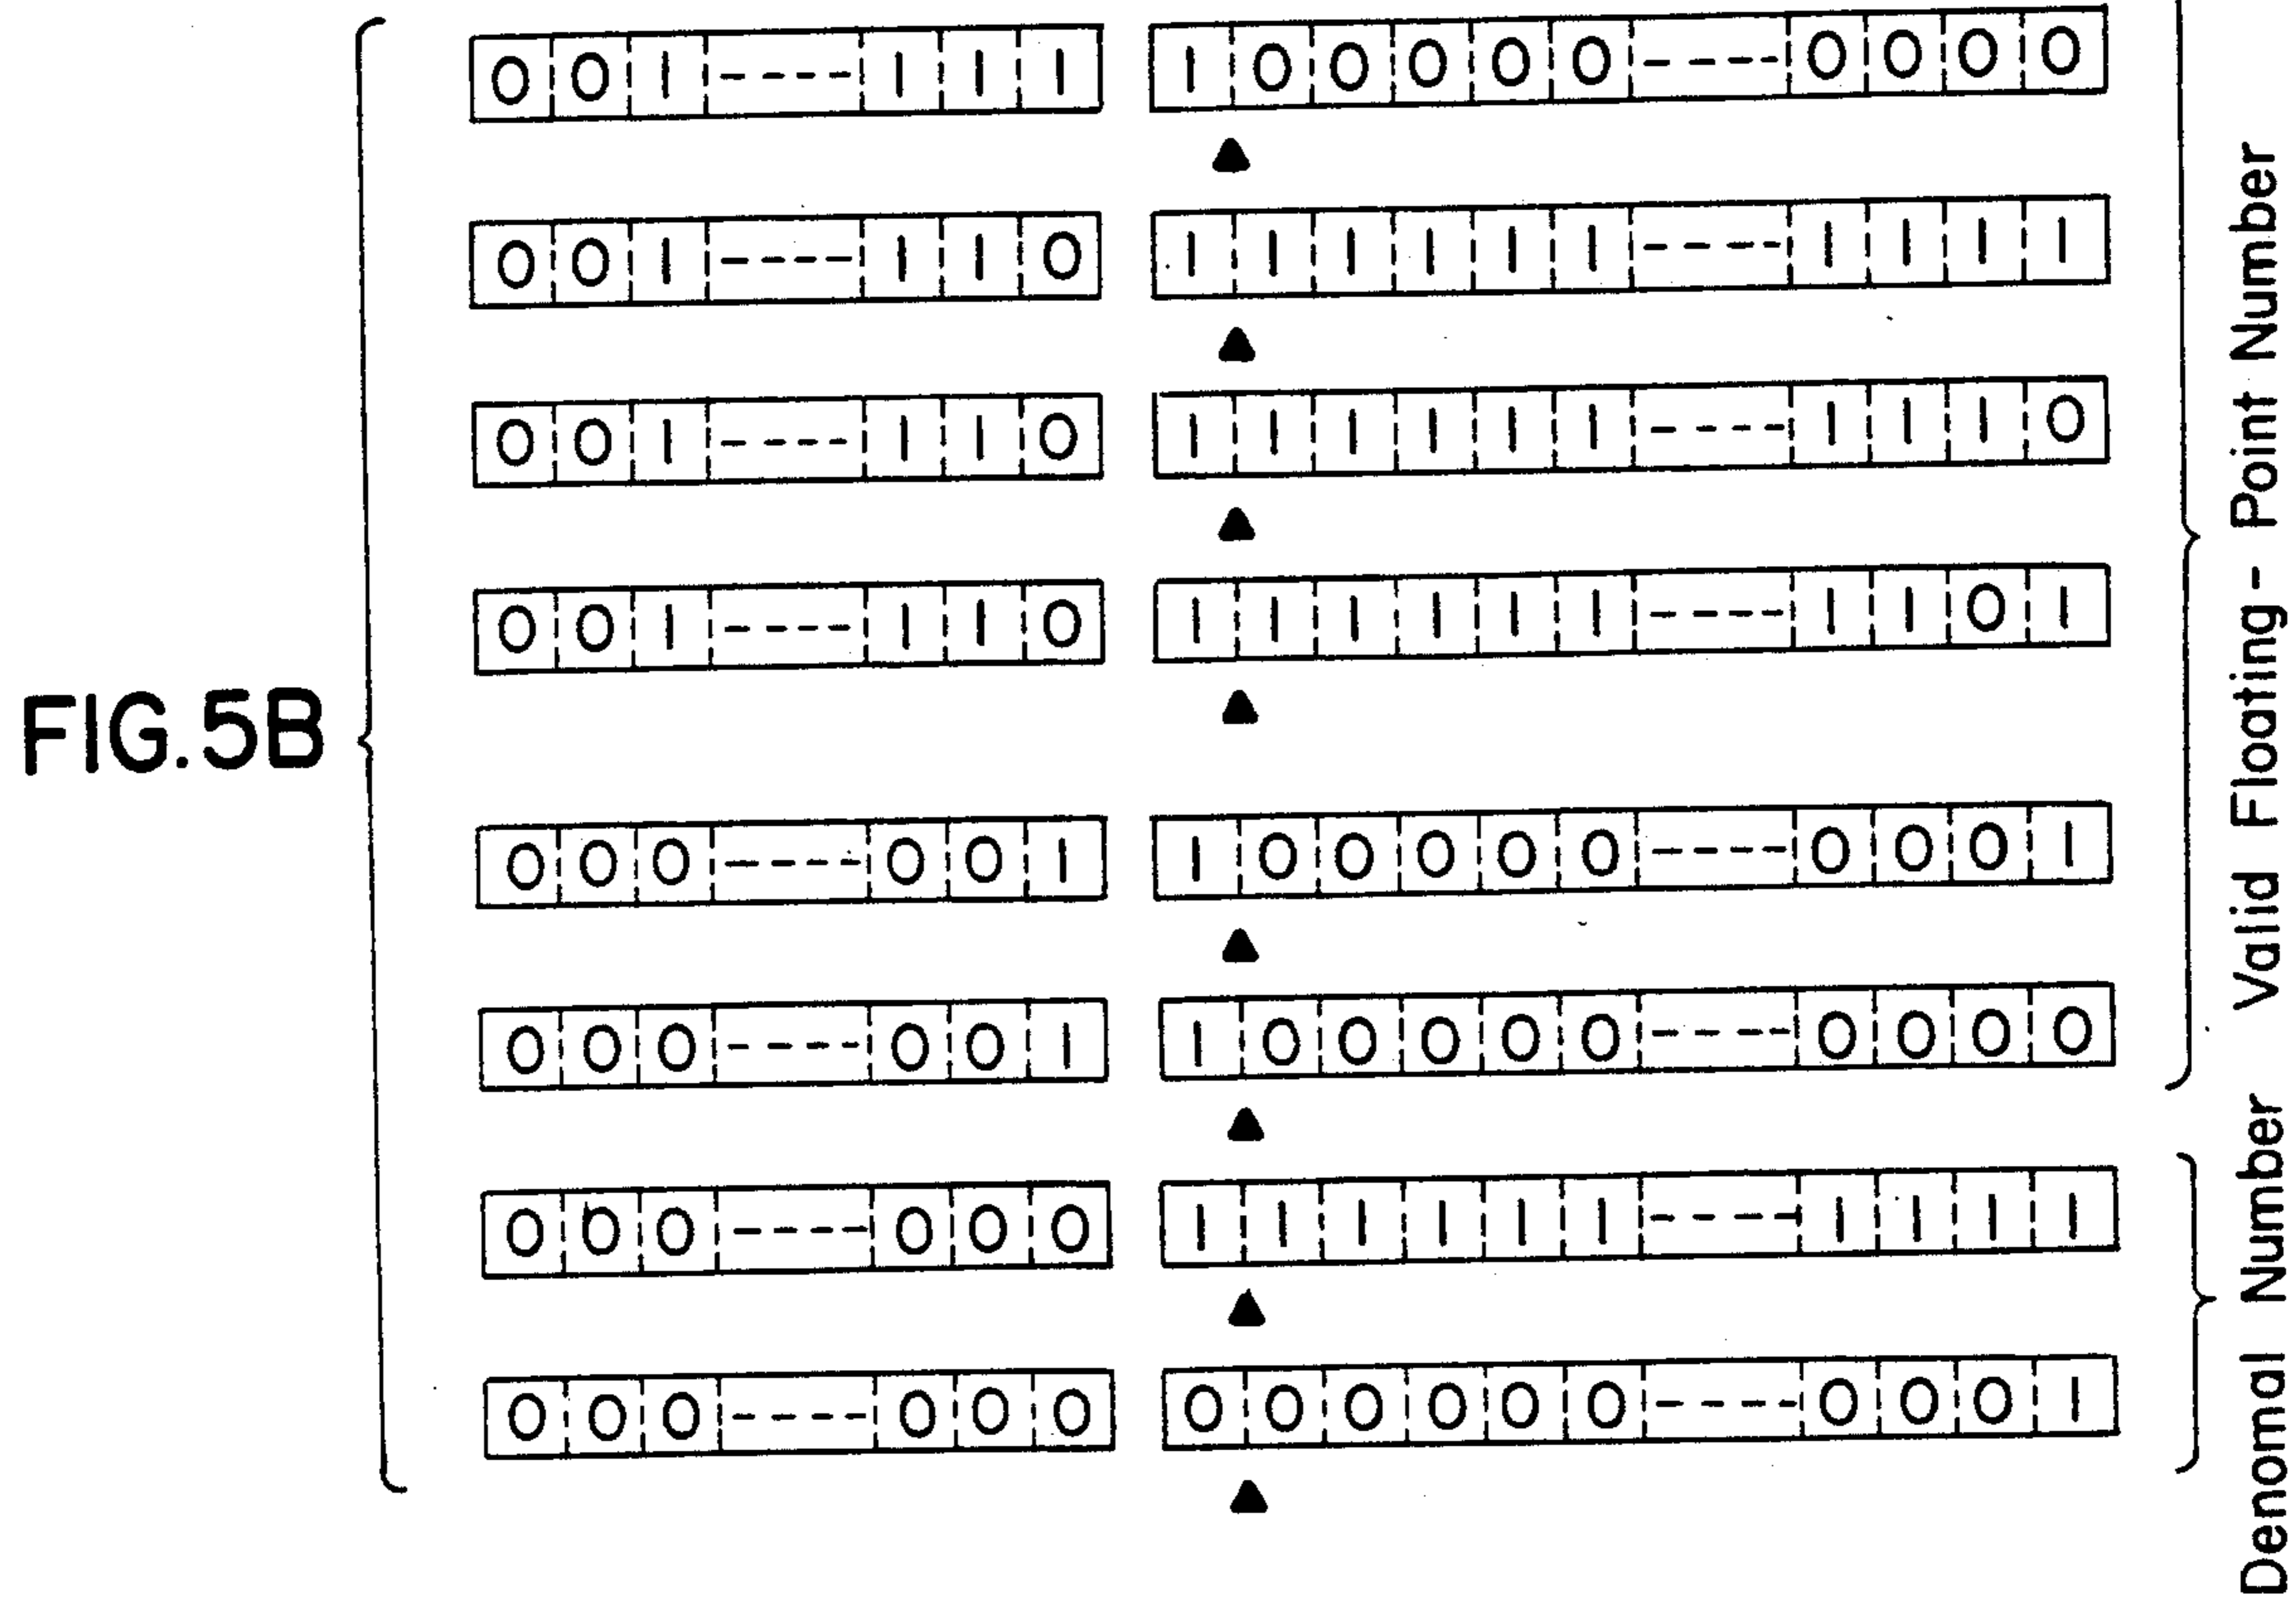 0 0 1 ---- 1 1 1 1 0 0 0 0 0 ---- 0 0 0 0
0 0 1 ---- 1 1 0 1 1 1 1 1 1 ---- 1 1 1 1
0 0 1 ---- 1 1 0 1 1 1 1 1 1 ---- 1 1 1 0
0 0 1 ---- 1 1 0 1 1 1 1 1 1 ---- 1 1 0 1
FIG.5B
0 0 0 ---- 0 0 1 1 0 0 0 0 0 ---- 0 0 0 1
0 0 0 ---- 0 0 1 1 0 0 0 0 0 ---- 0 0 0 0
0 0 0 ---- 0 0 0 1 1 1 1 1 1 ---- 1 1 1 1
0 0 0 ---- 0 0 0 0 0 0 0 0 0 ---- 0 0 0 1
Valid Floating-Point Number
Denomal Number